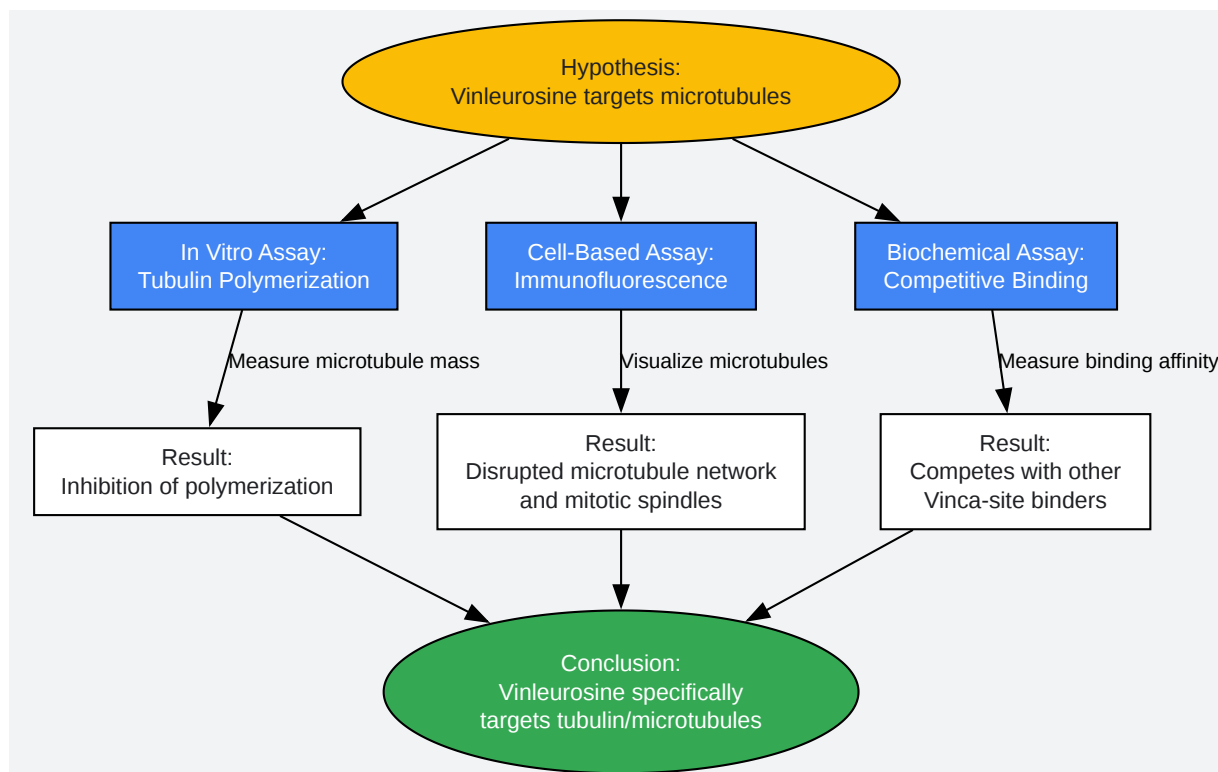 Hypothesis:
Vinleurosine targets microtubules
In Vitro Assay:
Tubulin Polymerization
Cell-Based Assay:
Immunofluorescence
Biochemical Assay:
Competitive Binding
Measure microtubule mass
Visualize microtubules
Measure binding affinity
Result:
Inhibition of polymerization
Result:
Disrupted microtubule network
and mitotic spindles
Result:
Competes with other
Vinca-site binders
Conclusion:
Vinleurosine specifically
targets tubulin/microtubules